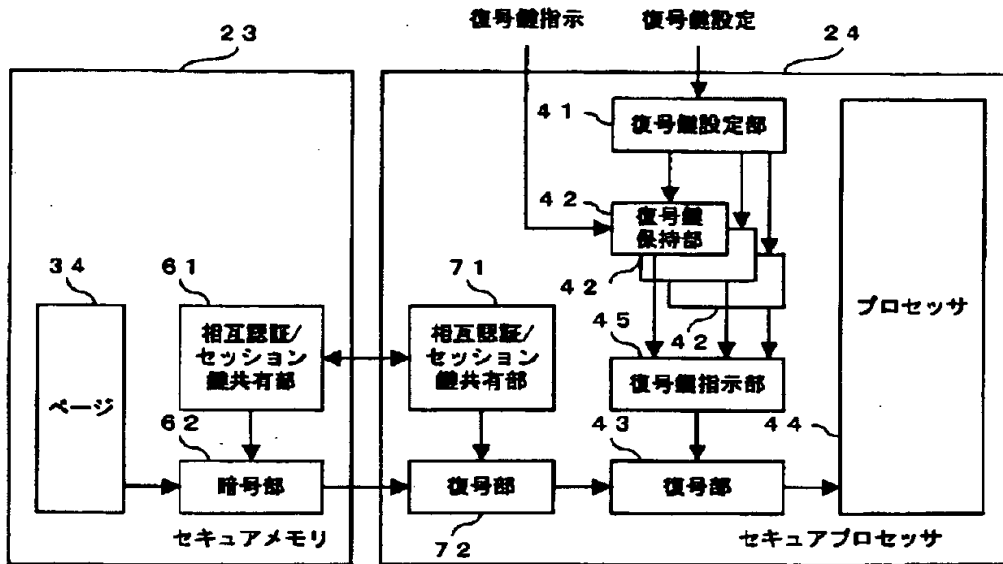 復号鍵指示
復号鍵設定
23
24
41
復号鍵設定部
42
復号鍵
保持部
34
61
71
42
45
42
プロセッサ
相互認証/
セッション
鍵共有部
相互認証/
セッション
鍵共有部
復号鍵指示部
ページ
62
43
44
暗号部
復号部
復号部
セキュアメモリ
72
セキュアプロセッサ